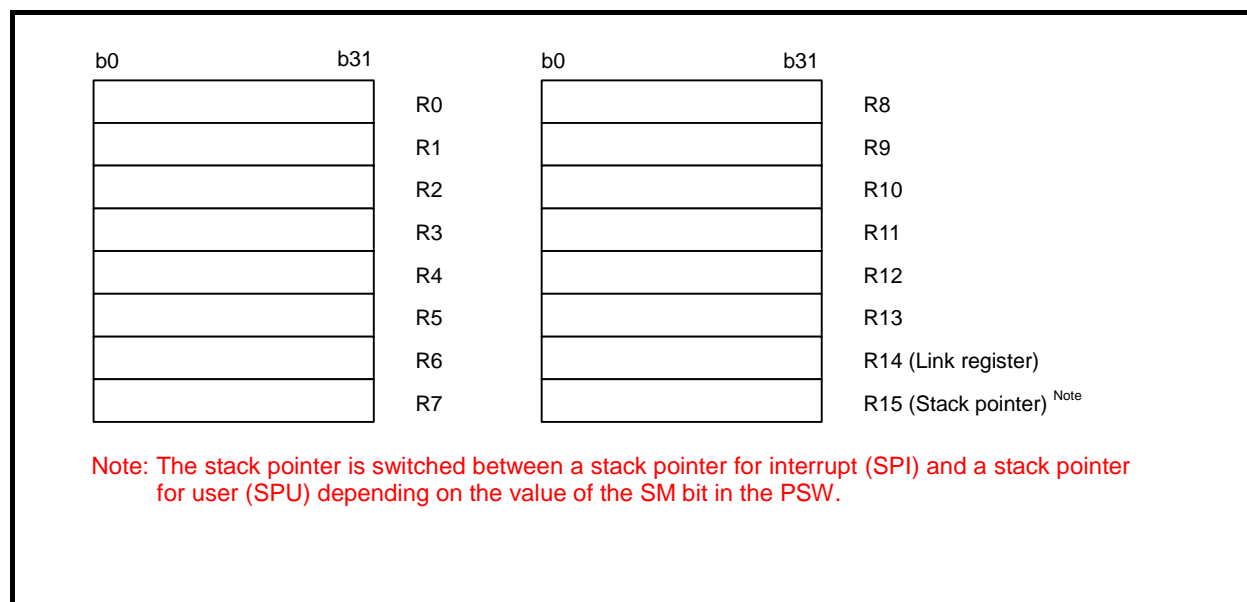 b0 b31 b0 b31
R0 R8
R1 R9
R2 R10
R3 R11
R4 R12
R5 R13
R6 R14 (Link register)
R7 R15 (Stack pointer) Note
Note: The stack pointer is switched between a stack pointer for interrupt (SPI) and a stack pointer
for user (SPU) depending on the value of the SM bit in the PSW.